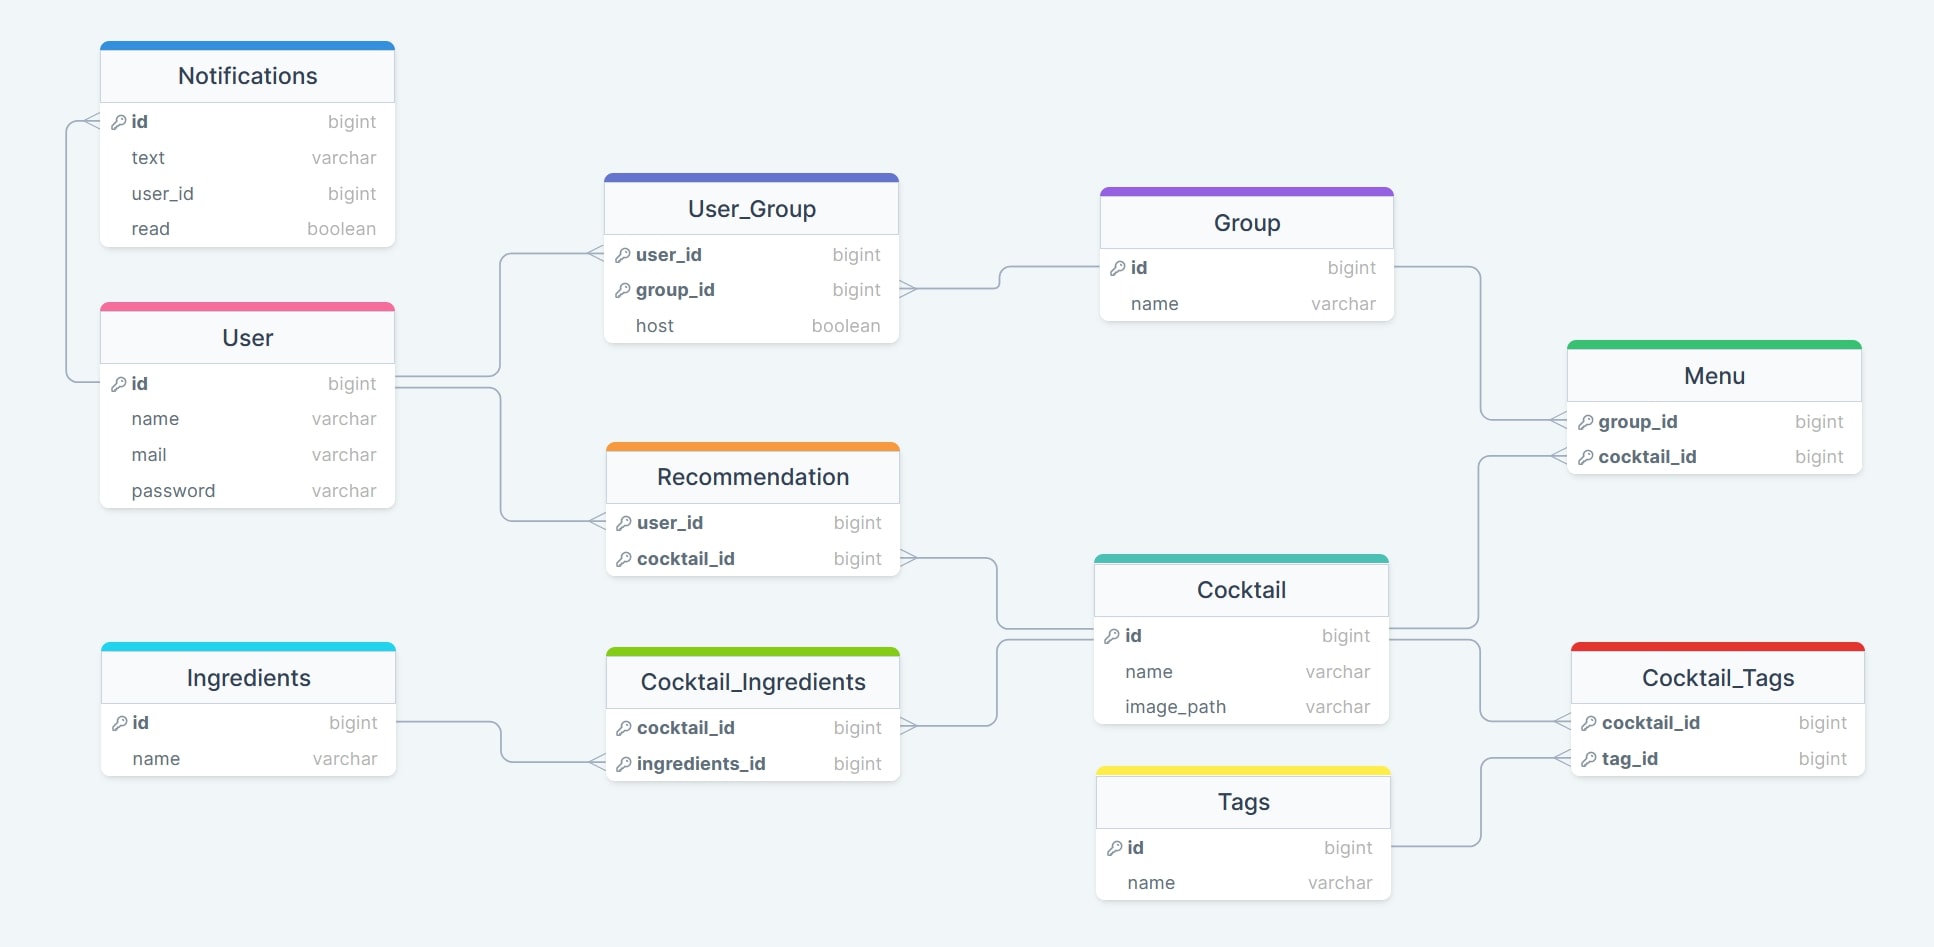 Notifications
id bigint
text varchar
user_id bigint
read boolean
User
id bigint
name varchar
mail varchar
password varchar
User_Group
user_id bigint
group_id bigint
host boolean
Group
id bigint
name varchar
Recommendation
user_id bigint
cocktail_id bigint
Menu
group_id bigint
cocktail_id bigint
Ingredients
id bigint
name varchar
Cocktail_Ingredients
cocktail_id bigint
ingredients_id bigint
Cocktail
id bigint
name varchar
image_path varchar
Cocktail_Tags
cocktail_id bigint
tag_id bigint
Tags
id bigint
name varchar